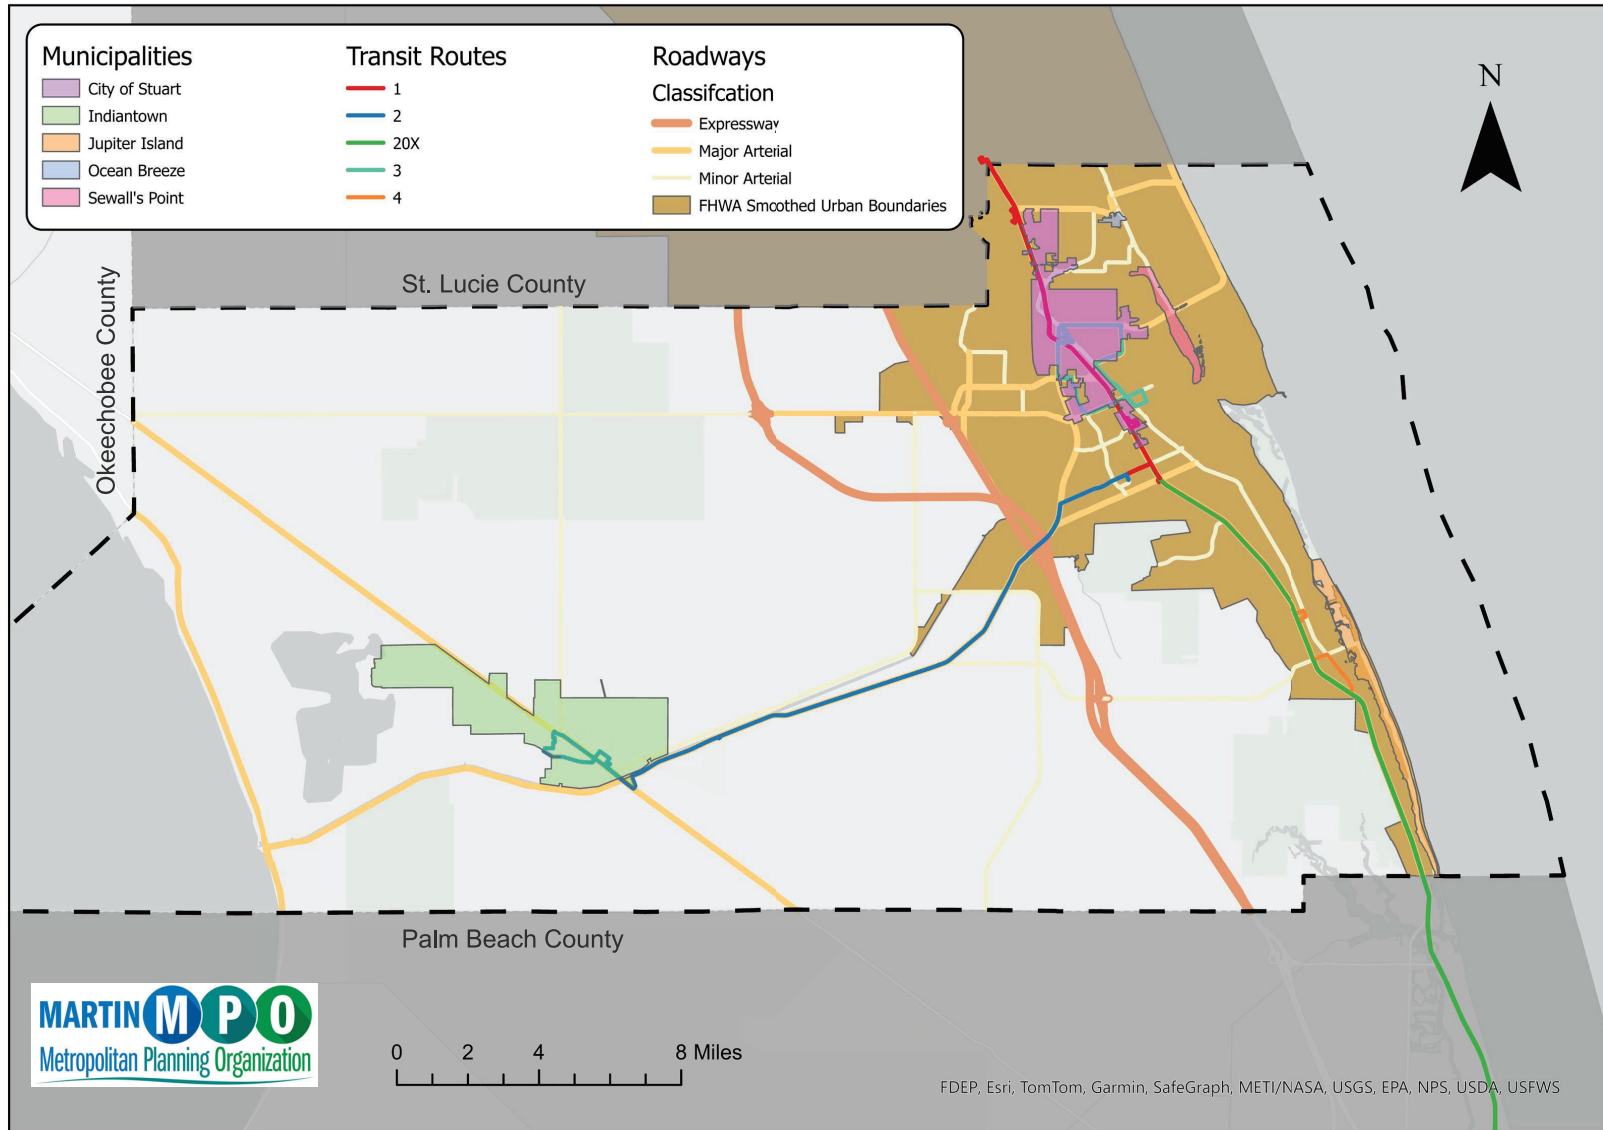 Municipalities
City of Stuart
Indiantown
Jupiter Island
Ocean Breeze
Sewall's Point
Transit Routes
1
2
20X
3
4
Roadways
Classifcation
Expressway
Major Arterial
Minor Arterial
FHWA Smoothed Urban Boundaries
N
St. Lucie County
Okeechobee County
Palm Beach County
MARTIN MPO
Metropolitan Planning Organization
0 2 4 8 Miles
FDEP, Esri, TomTom, Garmin, SafeGraph, METI/NASA, USGS, EPA, NPS, USDA, USFWS